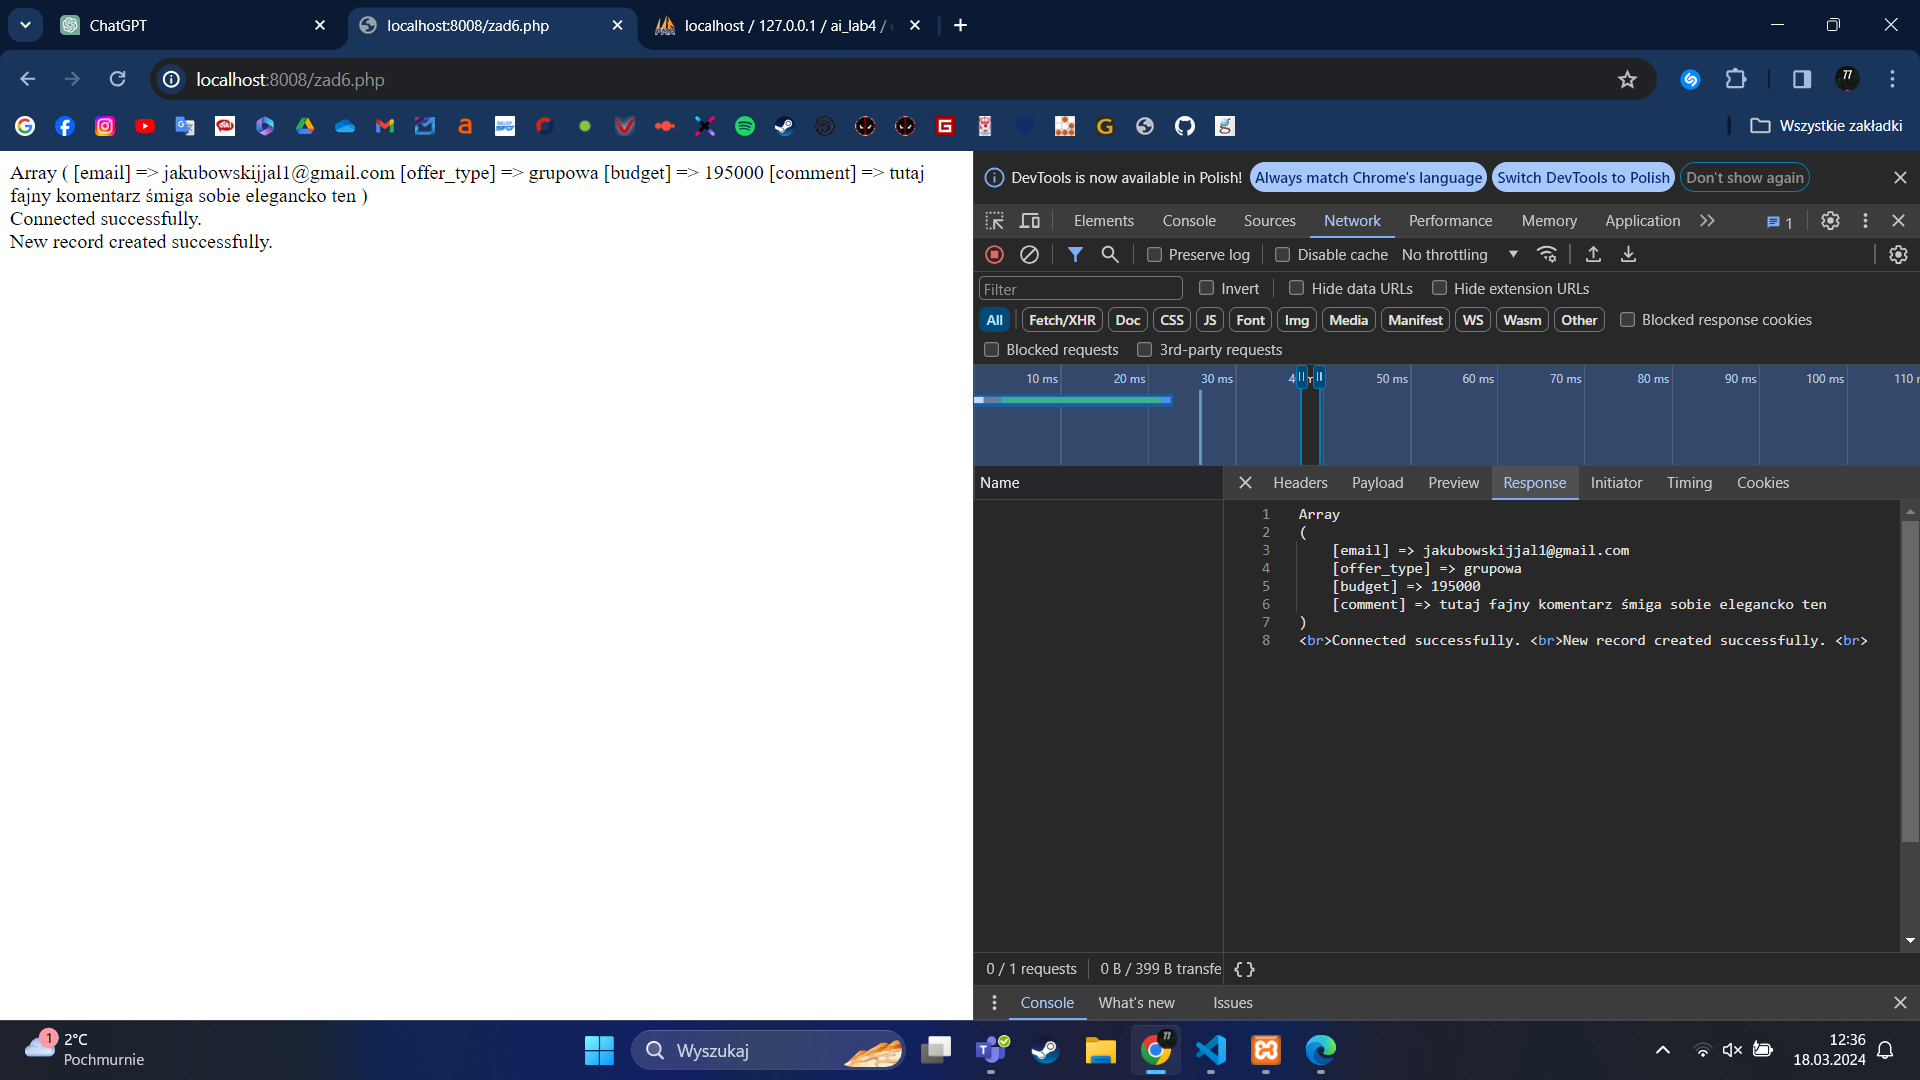 ChatGPT
localhost:8008/zad6.php
localhost / 127.0.0.1 / ai_lab4 /
localhost:8008/zad6.php
77
Wszystkie zakładki
Array ( [email] => jakubowskijjal1@gmail.com [offer_type] => grupowa [budget] => 195000 [comment] => tutaj
fajny komentarz śmiga sobie elegancko ten )
Connected successfully.
New record created successfully.
DevTools is now available in Polish! Always match Chrome's language Switch DevTools to Polish Don't show again
Elements Console Sources Network Performance Memory Application 1
Preserve log Disable cache No throttling
Filter Invert Hide data URLs Hide extension URLs
All Fetch/XHR Doc CSS JS Font Img Media Manifest WS Wasm Other Blocked response cookies
Blocked requests 3rd-party requests
10 ms 20 ms 30 ms 50 ms 60 ms 70 ms 80 ms 90 ms 100 ms 110
Name Headers Payload Preview Response Initiator Timing Cookies
1 Array
2 (
3 [email] => jakubowskijjal1@gmail.com
4 [offer_type] => grupowa
5 [budget] => 195000
6 [comment] => tutaj fajny komentarz śmiga sobie elegancko ten
7 )
8 <br>Connected successfully. <br>New record created successfully. <br>
0 / 1 requests 0 B / 399 B transfe { }
Console What's new Issues
1
2°C
Pochmurnie
Wyszukaj
77
12:36
18.03.2024